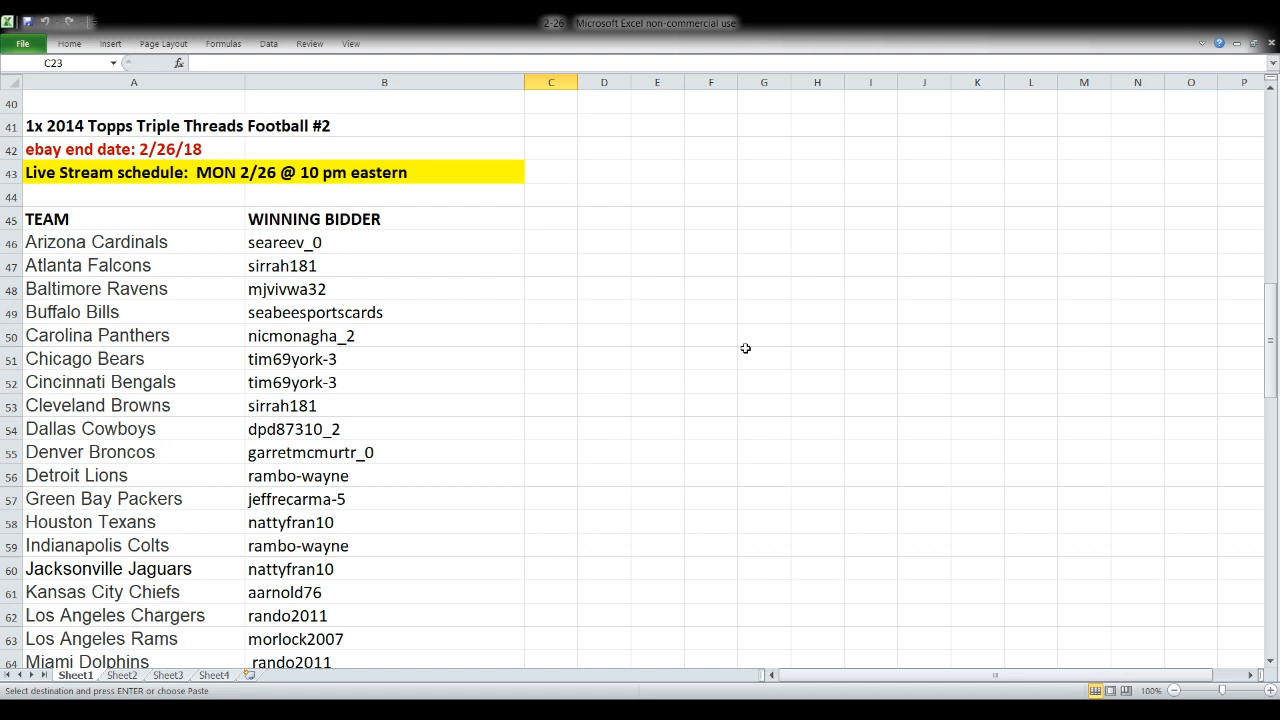 2-26 - Microsoft Excel non-commercial use
File Home Insert Page Layout Formulas Data Review View
C23 fx
A B C D E F G H I J K L M N O P
40
41 1x 2014 Topps Triple Threads Football #2
42 ebay end date: 2/26/18
43 Live Stream schedule: MON 2/26 @ 10 pm eastern
44
45 TEAM WINNING BIDDER
46 Arizona Cardinals seareev_0
47 Atlanta Falcons sirrah181
48 Baltimore Ravens mjvivwa32
49 Buffalo Bills seabeesportscards
50 Carolina Panthers nicmonagha_2
51 Chicago Bears tim69york-3
52 Cincinnati Bengals tim69york-3
53 Cleveland Browns sirrah181
54 Dallas Cowboys dpd87310_2
55 Denver Broncos garretmcmurtr_0
56 Detroit Lions rambo-wayne
57 Green Bay Packers jeffrecarma-5
58 Houston Texans nattyfran10
59 Indianapolis Colts rambo-wayne
60 Jacksonville Jaguars nattyfran10
61 Kansas City Chiefs aarnold76
62 Los Angeles Chargers rando2011
63 Los Angeles Rams morlock2007
64 Miami Dolphins rando2011
Sheet1 Sheet2 Sheet3 Sheet4
Select destination and press ENTER or choose Paste 100%